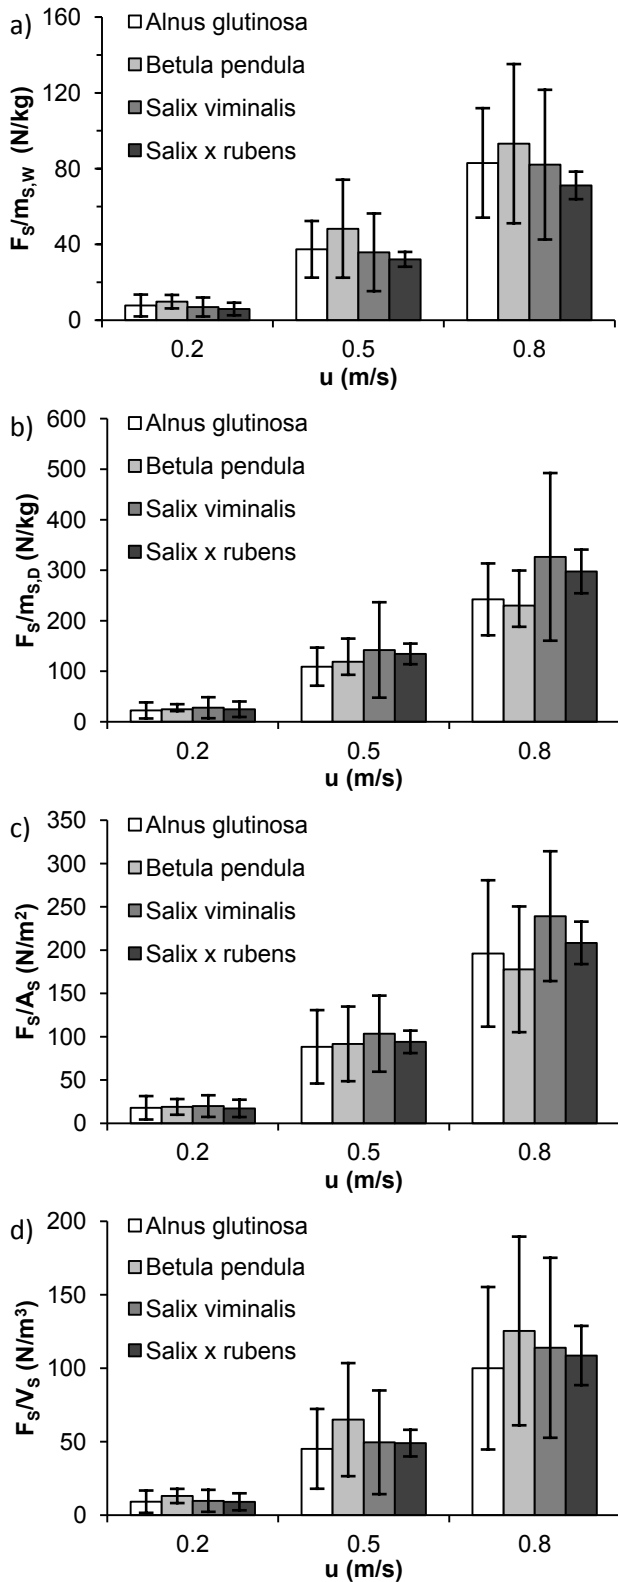 a)
F_S/m_S,W (N/kg)
160
120
80
40
0
Alnus glutinosa
Betula pendula
Salix viminalis
Salix x rubens
0.2 0.5 0.8
u (m/s)
b)
F_S/m_S,D (N/kg)
600
500
400
300
200
100
0
Alnus glutinosa
Betula pendula
Salix viminalis
Salix x rubens
0.2 0.5 0.8
u (m/s)
c)
F_S/A_S (N/m²)
350
300
250
200
150
100
50
0
Alnus glutinosa
Betula pendula
Salix viminalis
Salix x rubens
0.2 0.5 0.8
u (m/s)
d)
F_S/V_S (N/m³)
200
150
100
50
0
Alnus glutinosa
Betula pendula
Salix viminalis
Salix x rubens
0.2 0.5 0.8
u (m/s)